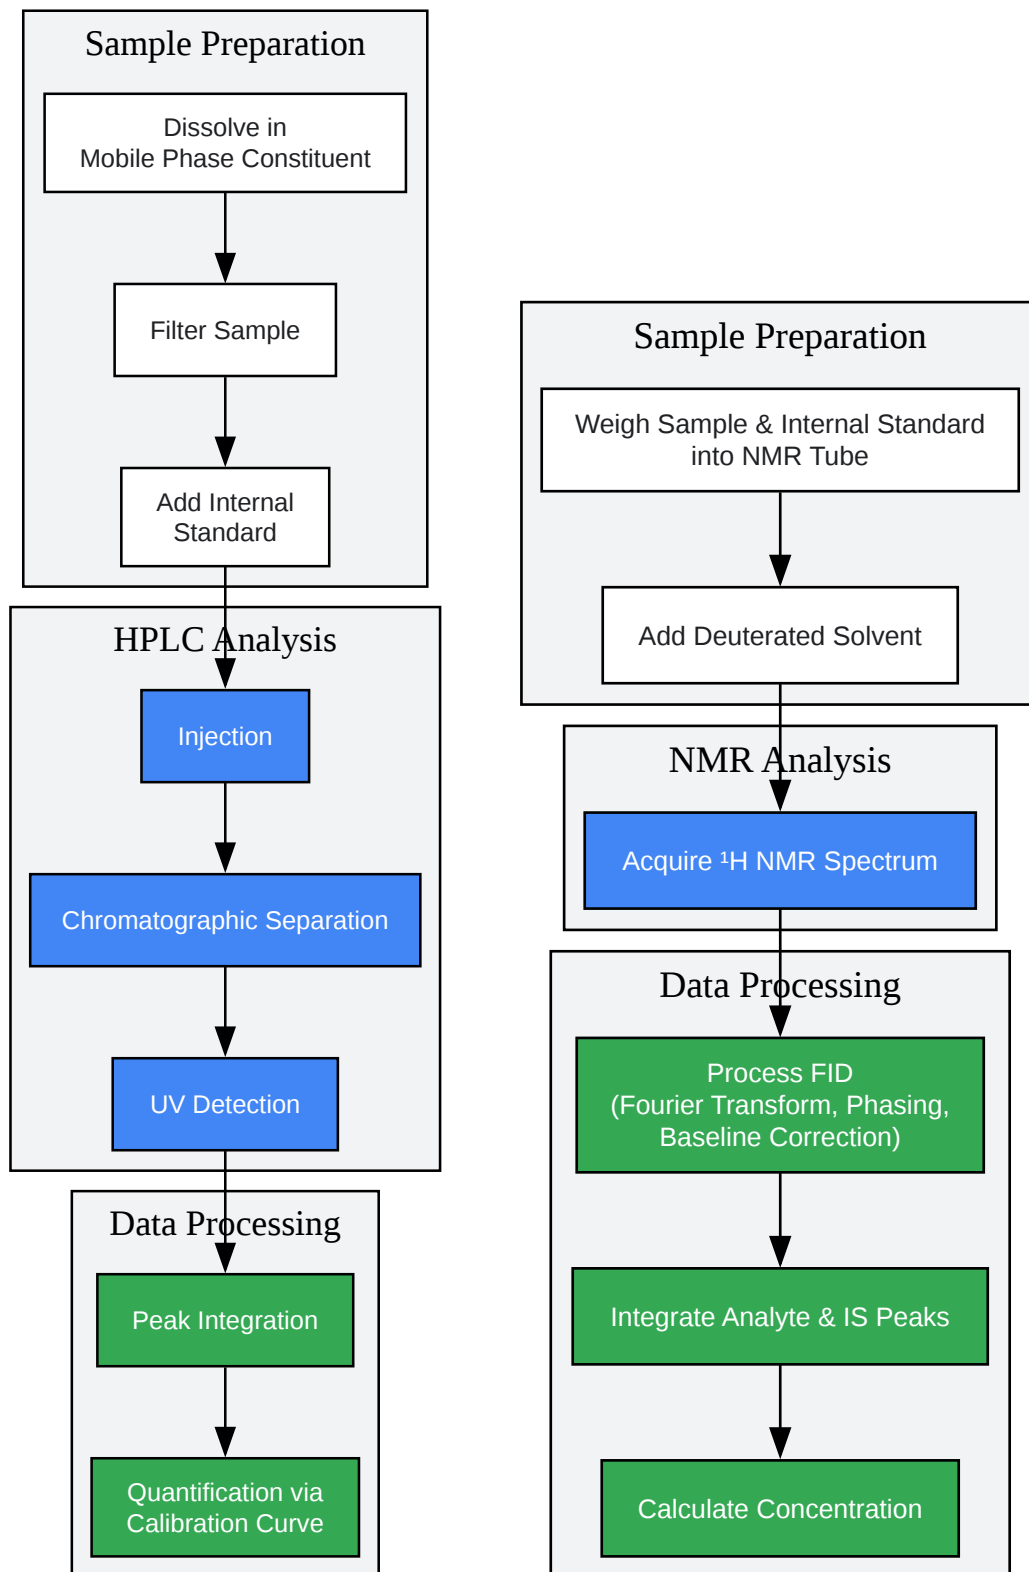 Sample Preparation
Dissolve in
Mobile Phase Constituent
Filter Sample
Add Internal
Standard
HPLC Analysis
Injection
Chromatographic Separation
UV Detection
Data Processing
Peak Integration
Quantification via
Calibration Curve
Sample Preparation
Weigh Sample & Internal Standard
into NMR Tube
Add Deuterated Solvent
NMR Analysis
Acquire ¹H NMR Spectrum
Data Processing
Process FID
(Fourier Transform, Phasing,
Baseline Correction)
Integrate Analyte & IS Peaks
Calculate Concentration